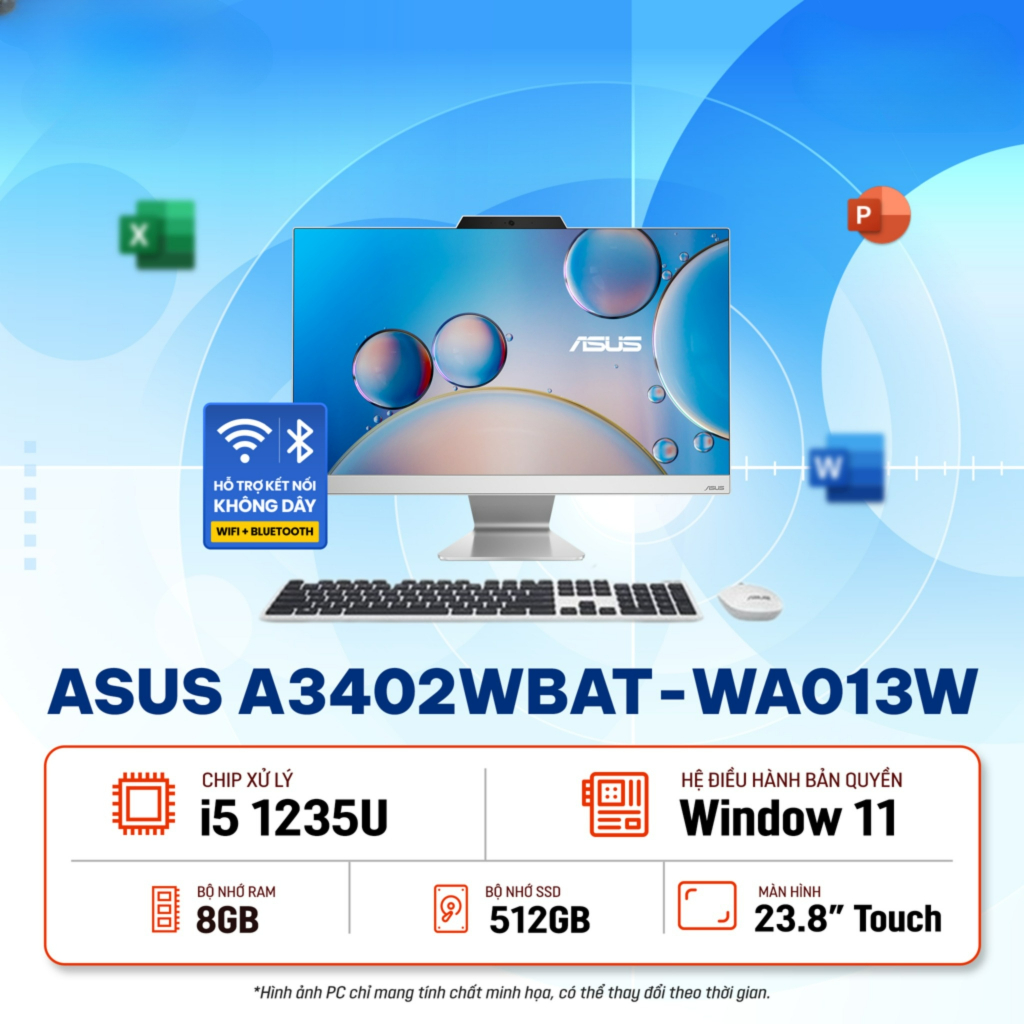 X
P
ASUS
W
ASUS
HỖ TRỢ KẾT NỐI
KHÔNG DÂY
WIFI + BLUETOOTH
ASUS
ASUS A3402WBAT-WA013W
CHIP XỬ LÝ
i5 1235U
HỆ ĐIỀU HÀNH BẢN QUYỀN
Window 11
BỘ NHỚ RAM
8GB
BỘ NHỚ SSD
512GB
MÀN HÌNH
23.8” Touch
*Hình ảnh PC chỉ mang tính chất minh họa, có thể thay đổi theo thời gian.